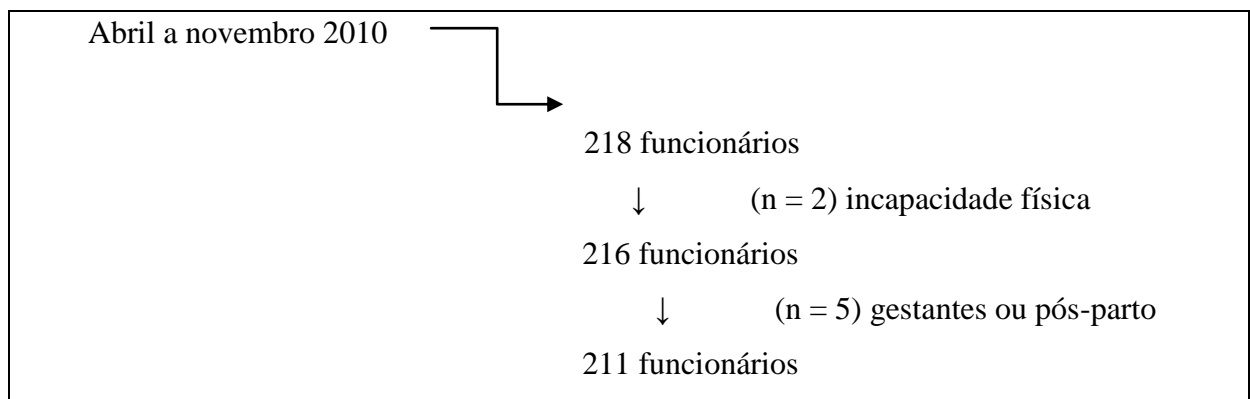 Abril a novembro 2010
218 funcionários
↓ (n = 2) incapacidade física
216 funcionários
↓ (n = 5) gestantes ou pós-parto
211 funcionários